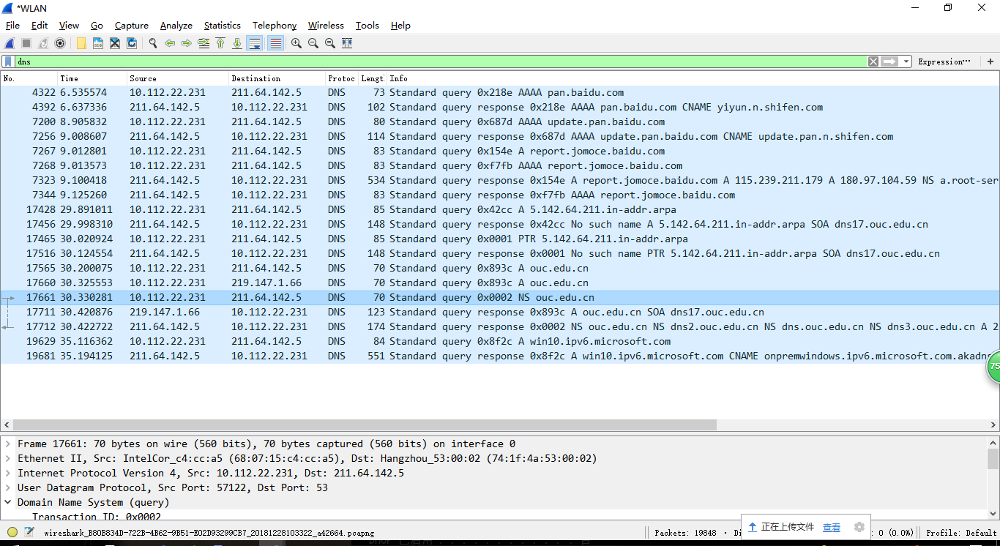 *WLAN
File Edit View Go Capture Analyze Statistics Telephony Wireless Tools Help
dns Expression… +
No. Time Source Destination Protoc Lengt Info
4322 6.535574 10.112.22.231 211.64.142.5 DNS 73 Standard query 0x218e AAAA pan.baidu.com
4392 6.637336 211.64.142.5 10.112.22.231 DNS 102 Standard query response 0x218e AAAA pan.baidu.com CNAME yiyun.n.shifen.com
7200 8.905832 10.112.22.231 211.64.142.5 DNS 80 Standard query 0x687d AAAA update.pan.baidu.com
7256 9.008607 211.64.142.5 10.112.22.231 DNS 114 Standard query response 0x687d AAAA update.pan.baidu.com CNAME update.pan.n.shifen.com
7267 9.012801 10.112.22.231 211.64.142.5 DNS 83 Standard query 0x154e A report.jomoce.baidu.com
7268 9.013573 10.112.22.231 211.64.142.5 DNS 83 Standard query 0xf7fb AAAA report.jomoce.baidu.com
7323 9.100418 211.64.142.5 10.112.22.231 DNS 534 Standard query response 0x154e A report.jomoce.baidu.com A 115.239.211.179 A 180.97.104.59 NS a.root-ser
7344 9.125260 211.64.142.5 10.112.22.231 DNS 83 Standard query response 0xf7fb AAAA report.jomoce.baidu.com
17428 29.891011 10.112.22.231 211.64.142.5 DNS 85 Standard query 0x42cc A 5.142.64.211.in-addr.arpa
17456 29.998310 211.64.142.5 10.112.22.231 DNS 148 Standard query response 0x42cc No such name A 5.142.64.211.in-addr.arpa SOA dns17.ouc.edu.cn
17465 30.020924 10.112.22.231 211.64.142.5 DNS 85 Standard query 0x0001 PTR 5.142.64.211.in-addr.arpa
17516 30.124554 211.64.142.5 10.112.22.231 DNS 148 Standard query response 0x0001 No such name PTR 5.142.64.211.in-addr.arpa SOA dns17.ouc.edu.cn
17565 30.200075 10.112.22.231 211.64.142.5 DNS 70 Standard query 0x893c A ouc.edu.cn
17660 30.325553 10.112.22.231 219.147.1.66 DNS 70 Standard query 0x893c A ouc.edu.cn
17661 30.330281 10.112.22.231 211.64.142.5 DNS 70 Standard query 0x0002 NS ouc.edu.cn
17711 30.420876 219.147.1.66 10.112.22.231 DNS 123 Standard query response 0x893c A ouc.edu.cn SOA dns17.ouc.edu.cn
17712 30.422722 211.64.142.5 10.112.22.231 DNS 174 Standard query response 0x0002 NS ouc.edu.cn NS dns2.ouc.edu.cn NS dns.ouc.edu.cn NS dns3.ouc.edu.cn A 2
19629 35.116362 10.112.22.231 211.64.142.5 DNS 84 Standard query 0x8f2c A win10.ipv6.microsoft.com
19681 35.194125 211.64.142.5 10.112.22.231 DNS 551 Standard query response 0x8f2c A win10.ipv6.microsoft.com CNAME onpremwindows.ipv6.microsoft.com.akadn
75
Frame 17661: 70 bytes on wire (560 bits), 70 bytes captured (560 bits) on interface 0
Ethernet II, Src: IntelCor_c4:cc:a5 (68:07:15:c4:cc:a5), Dst: Hangzhou_53:00:02 (74:1f:4a:53:00:02)
Internet Protocol Version 4, Src: 10.112.22.231, Dst: 211.64.142.5
User Datagram Protocol, Src Port: 57122, Dst Port: 53
Domain Name System (query)
Transaction ID: 0x0002
正在上传文件 查看
wireshark_B80B834D-722B-4B62-9B51-E02D93299CB7_20181228103322_a42664.pcapng Packets: 19848 · Di : 0 (0.0%) Profile: Default